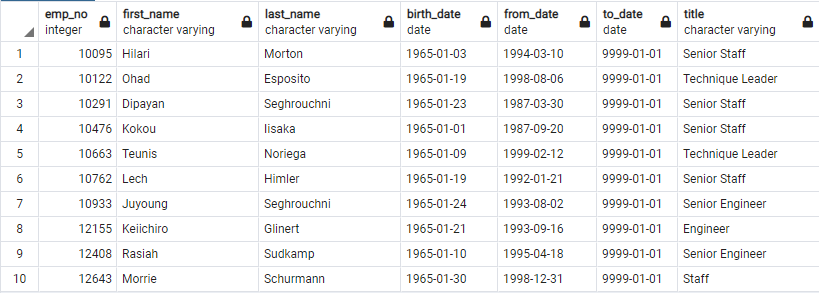 emp_no first_name last_name birth_date from_date to_date title
integer character varying character varying date date date character varying
1 10095 Hilari Morton 1965-01-03 1994-03-10 9999-01-01 Senior Staff
2 10122 Ohad Esposito 1965-01-19 1998-08-06 9999-01-01 Technique Leader
3 10291 Dipayan Seghrouchni 1965-01-23 1987-03-30 9999-01-01 Senior Staff
4 10476 Kokou Iisaka 1965-01-01 1987-09-20 9999-01-01 Senior Staff
5 10663 Teunis Noriega 1965-01-09 1999-02-12 9999-01-01 Technique Leader
6 10762 Lech Himler 1965-01-19 1992-01-21 9999-01-01 Senior Staff
7 10933 Juyoung Seghrouchni 1965-01-24 1993-08-02 9999-01-01 Senior Engineer
8 12155 Keiichiro Glinert 1965-01-21 1993-09-16 9999-01-01 Engineer
9 12408 Rasiah Sudkamp 1965-01-10 1995-04-18 9999-01-01 Senior Engineer
10 12643 Morrie Schurmann 1965-01-30 1998-12-31 9999-01-01 Staff